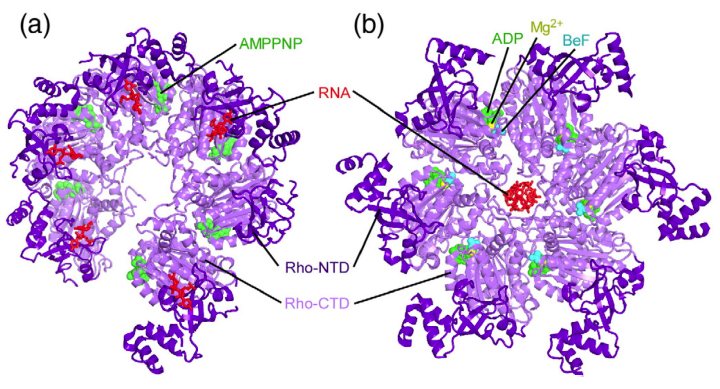 (a)
(b)
AMPPNP
ADP
Mg²⁺
BeF
RNA
Rho-NTD
Rho-CTD